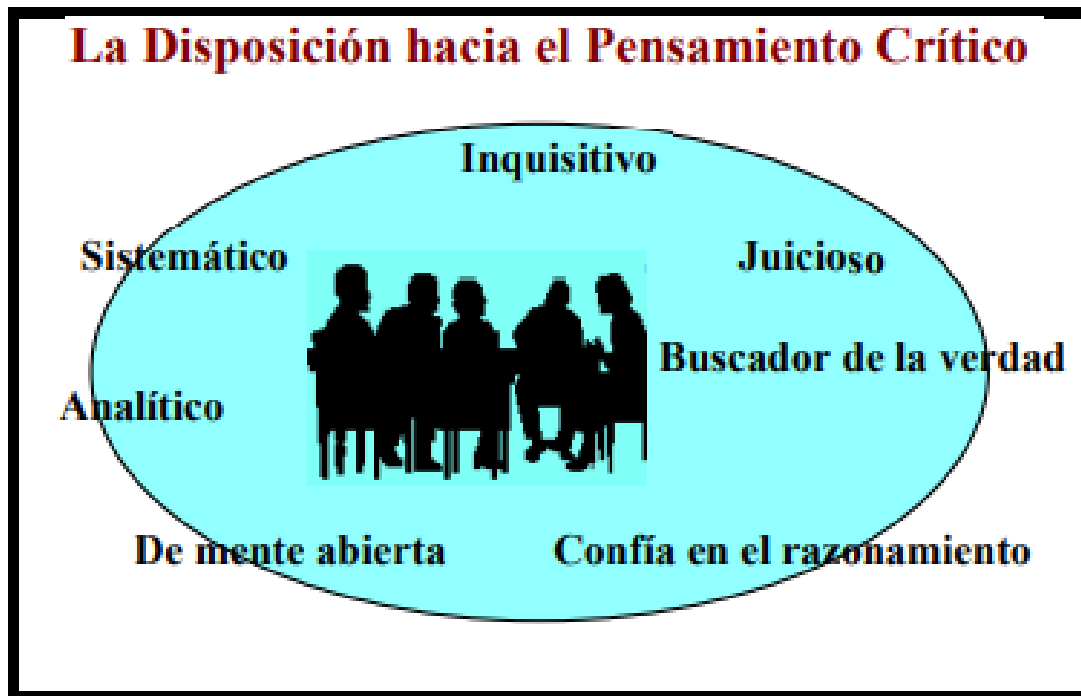 La Disposición hacia el Pensamiento Crítico
Inquisitivo
Sistemático
Juicioso
Buscador de la verdad
Analítico
De mente abierta
Confía en el razonamiento